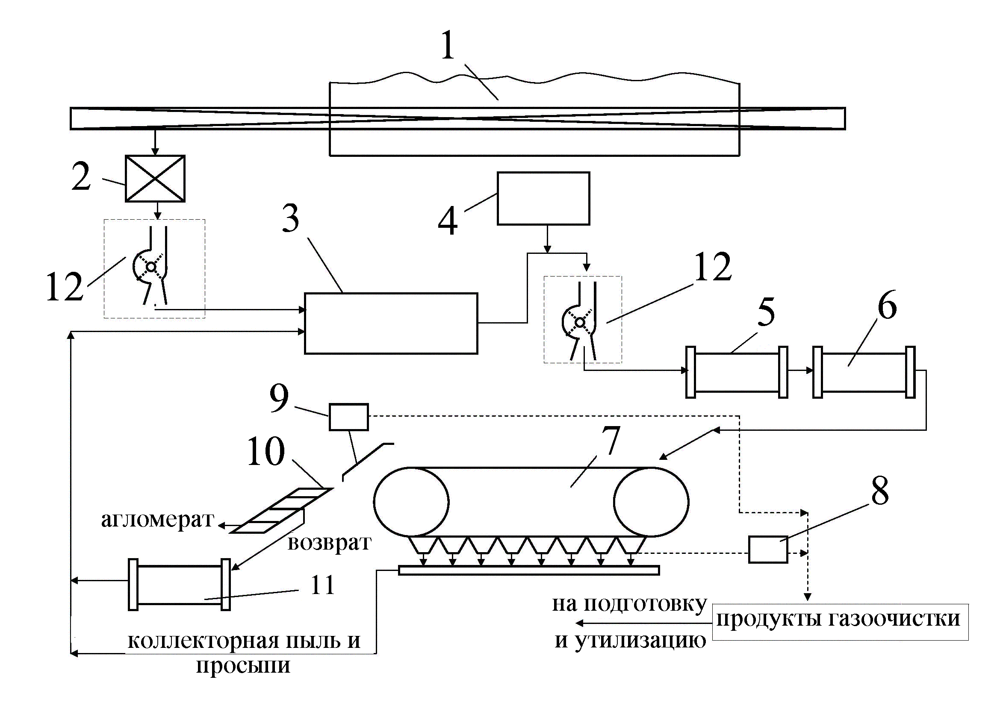 1
2
3
4
12
12
5
6
9
7
10
8
агломерат
возврат
11
на подготовку
продукты газоочистки
и утилизацию
коллекторная пыль и
просыпи